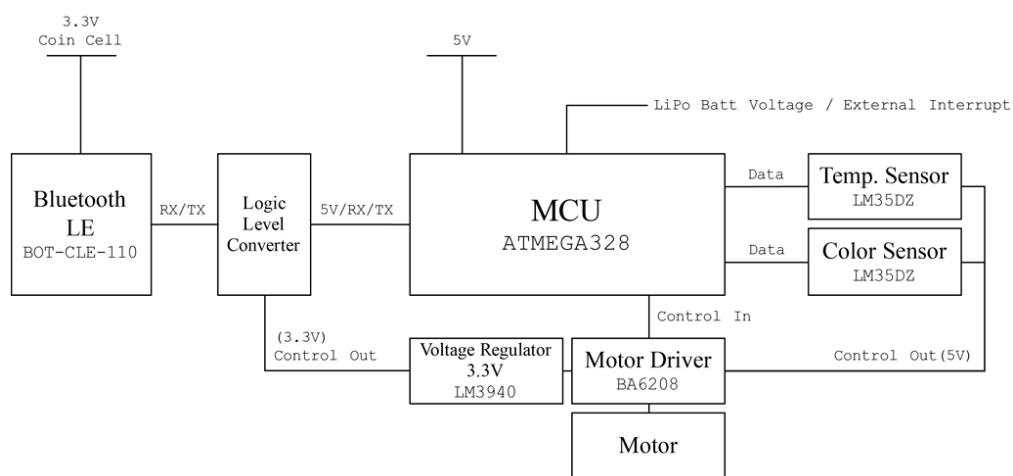 3.3V
Coin Cell
5V
LiPo Batt Voltage / External Interrupt
Bluetooth
LE
BOT-CLE-110
RX/TX
Logic
Level
Converter
5V/RX/TX
MCU
ATMEGA328
Data
Temp. Sensor
LM35DZ
Data
Color Sensor
LM35DZ
Control In
(3.3V)
Control Out
Voltage Regulator
3.3V
LM3940
Motor Driver
BA6208
Control Out(5V)
Motor